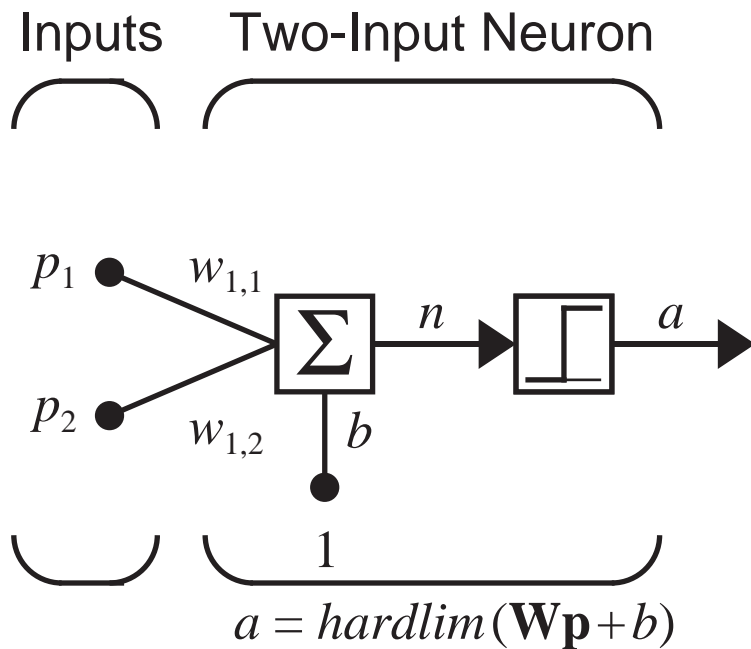 Inputs Two-Input Neuron
p₁ w₁,₁
Σ n a
p₂ w₁,₂ b
1
a = hardlim(Wp + b)